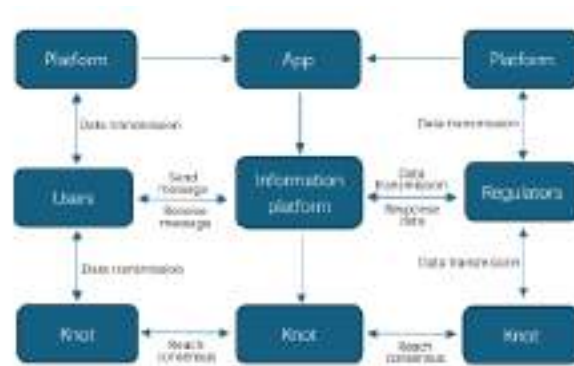 Platform
App
Platform
Data transmission
Data transmission
Users
Send
message
Receive
message
Information
platform
Data
transmission
Response
data
Regulators
Data transmission
Data transmission
Knot
Reach
consensus
Knot
Reach
consensus
Knot